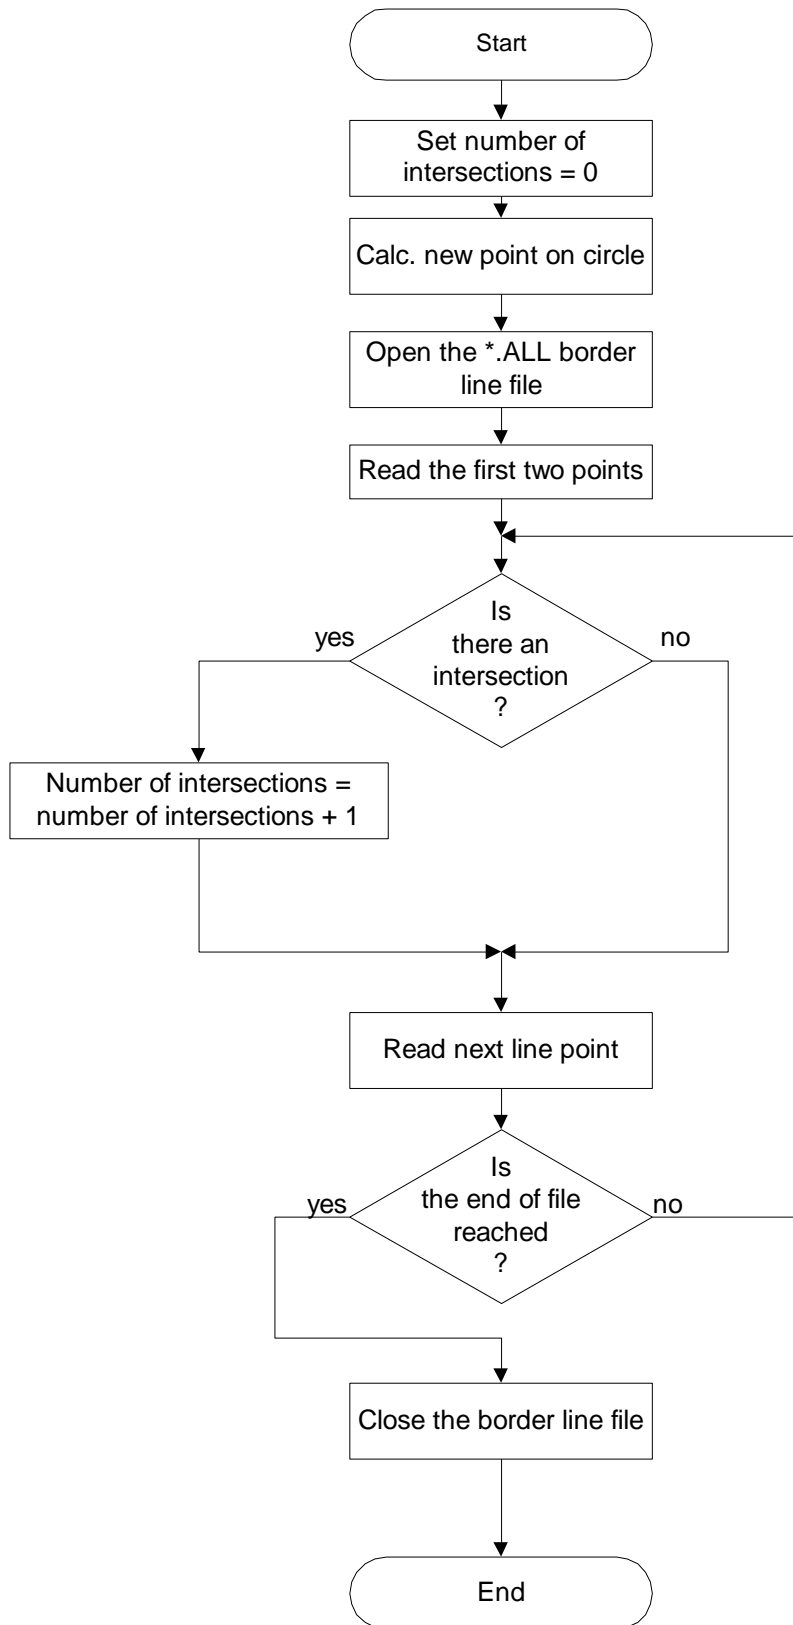 Start
Set number of
intersections = 0
Calc. new point on circle
Open the *.ALL border
line file
Read the first two points
Is
there an
intersection
?
yes
no
Number of intersections =
number of intersections + 1
Read next line point
Is
the end of file
reached
?
yes
no
Close the border line file
End